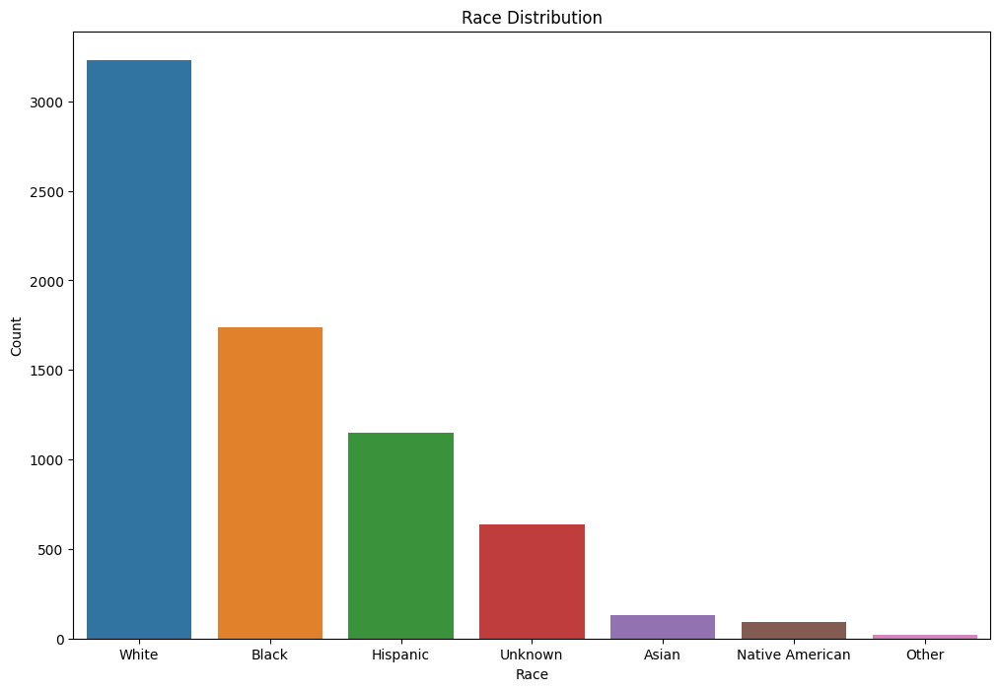 Race Distribution
3000
2500
2000
1500
1000
500
0
Count
White Black Hispanic Unknown Asian Native American Other
Race